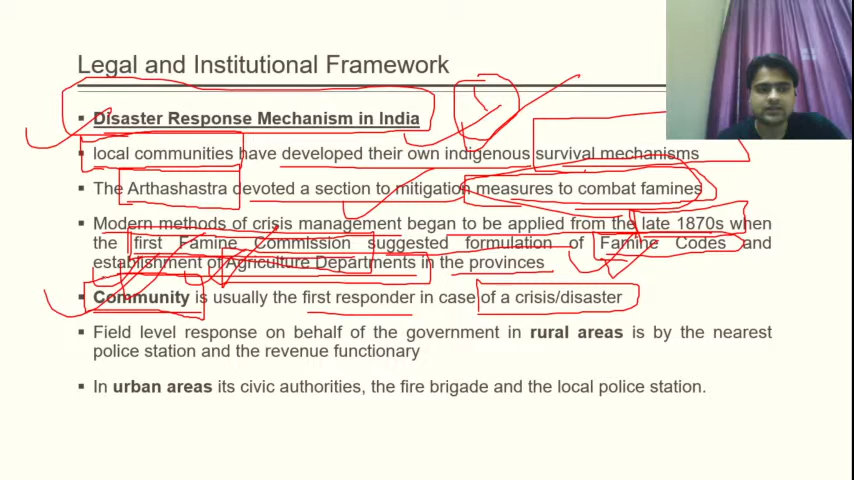 Legal and Institutional Framework
▪ Disaster Response Mechanism in India
▪ local communities have developed their own indigenous survival mechanisms
▪ The Arthashastra devoted a section to mitigation measures to combat famines
▪ Modern methods of crisis management began to be applied from the late 1870s when
the first Famine Commission suggested formulation of Famine Codes and
establishment of Agriculture Departments in the provinces
▪ Community is usually the first responder in case of a crisis/disaster
▪ Field level response on behalf of the government in rural areas is by the nearest
police station and the revenue functionary
▪ In urban areas its civic authorities, the fire brigade and the local police station.